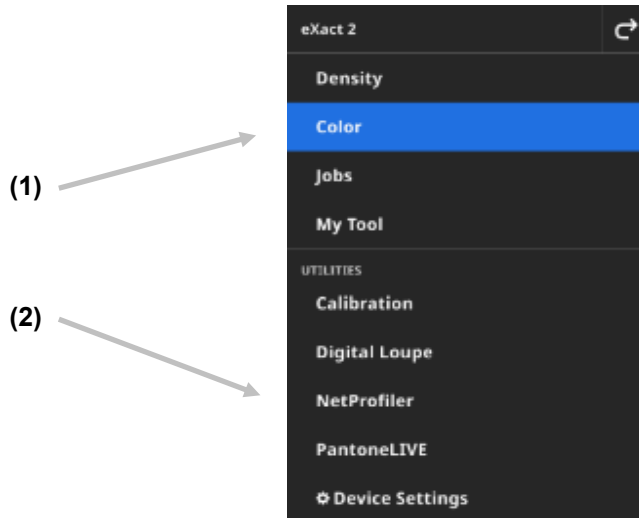 eXact 2
Density
(1)
Color
Jobs
My Tool
UTILITIES
(2)
Calibration
Digital Loupe
NetProfiler
PantoneLIVE
Device Settings